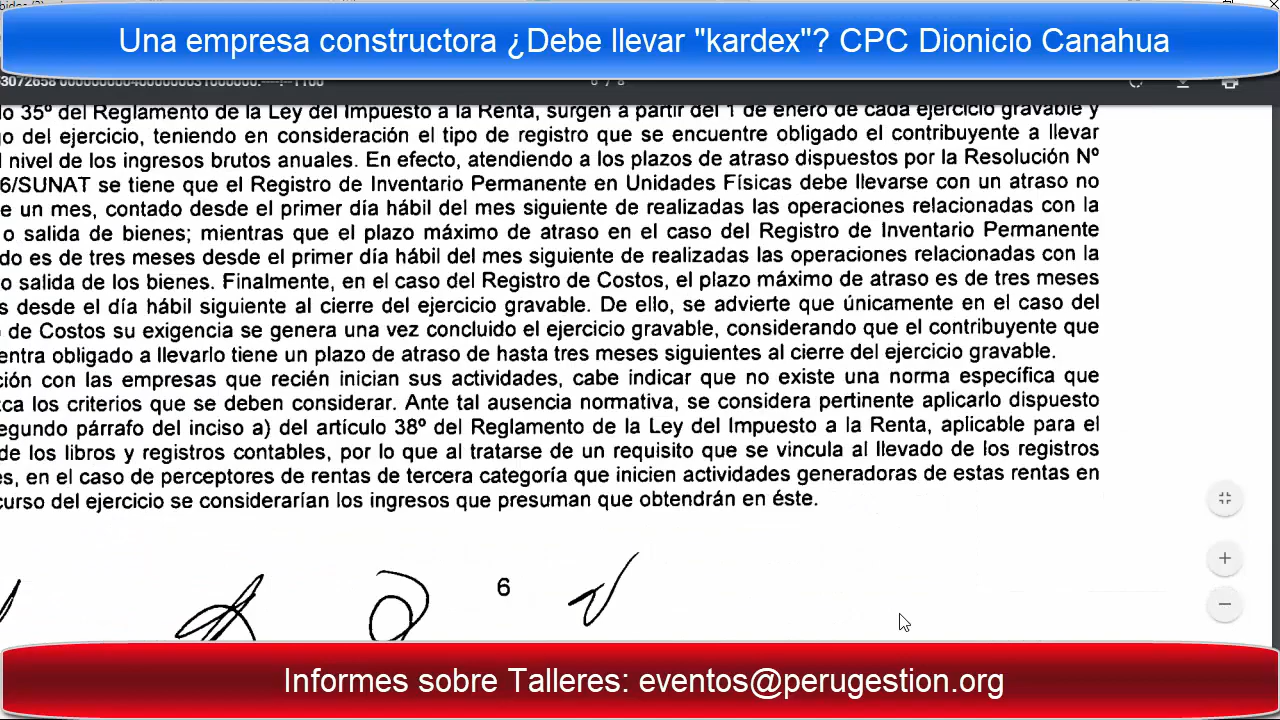 Una empresa constructora ¿Debe llevar "kardex"? CPC Dionicio Canahua
6 / 8
35º del Reglamento de la Ley del Impuesto a la Renta, surgen a partir del 1 de enero de cada ejercicio gravable y
del ejercicio, teniendo en consideración el tipo de registro que se encuentre obligado el contribuyente a llevar
nivel de los ingresos brutos anuales. En efecto, atendiendo a los plazos de atraso dispuestos por la Resolución Nº
6/SUNAT se tiene que el Registro de Inventario Permanente en Unidades Físicas debe llevarse con un atraso no
e un mes, contado desde el primer día hábil del mes siguiente de realizadas las operaciones relacionadas con la
o salida de bienes; mientras que el plazo máximo de atraso en el caso del Registro de Inventario Permanente
do es de tres meses desde el primer día hábil del mes siguiente de realizadas las operaciones relacionadas con la
o salida de los bienes. Finalmente, en el caso del Registro de Costos, el plazo máximo de atraso es de tres meses
s desde el día hábil siguiente al cierre del ejercicio gravable. De ello, se advierte que únicamente en el caso del
de Costos su exigencia se genera una vez concluido el ejercicio gravable, considerando que el contribuyente que
entra obligado a llevarlo tiene un plazo de atraso de hasta tres meses siguientes al cierre del ejercicio gravable.
ción con las empresas que recién inician sus actividades, cabe indicar que no existe una norma específica que
ca los criterios que se deben considerar. Ante tal ausencia normativa, se considera pertinente aplicarlo dispuesto
egundo párrafo del inciso a) del artículo 38º del Reglamento de la Ley del Impuesto a la Renta, aplicable para el
de los libros y registros contables, por lo que al tratarse de un requisito que se vincula al llevado de los registros
es, en el caso de perceptores de rentas de tercera categoría que inicien actividades generadoras de estas rentas en
curso del ejercicio se considerarían los ingresos que presuman que obtendrán en éste.
6
Informes sobre Talleres: eventos@perugestion.org